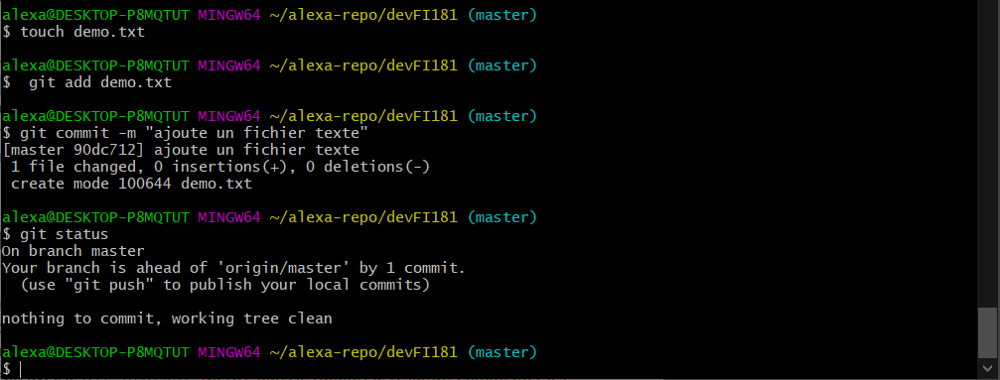 alexa@DESKTOP-P8MQTUT MINGW64 ~/alexa-repo/devFI181 (master)
$ touch demo.txt
alexa@DESKTOP-P8MQTUT MINGW64 ~/alexa-repo/devFI181 (master)
$  git add demo.txt
alexa@DESKTOP-P8MQTUT MINGW64 ~/alexa-repo/devFI181 (master)
$ git commit -m "ajoute un fichier texte"
[master 90dc712] ajoute un fichier texte
 1 file changed, 0 insertions(+), 0 deletions(-)
 create mode 100644 demo.txt
alexa@DESKTOP-P8MQTUT MINGW64 ~/alexa-repo/devFI181 (master)
$ git status
On branch master
Your branch is ahead of 'origin/master' by 1 commit.
  (use "git push" to publish your local commits)
nothing to commit, working tree clean
alexa@DESKTOP-P8MQTUT MINGW64 ~/alexa-repo/devFI181 (master)
$